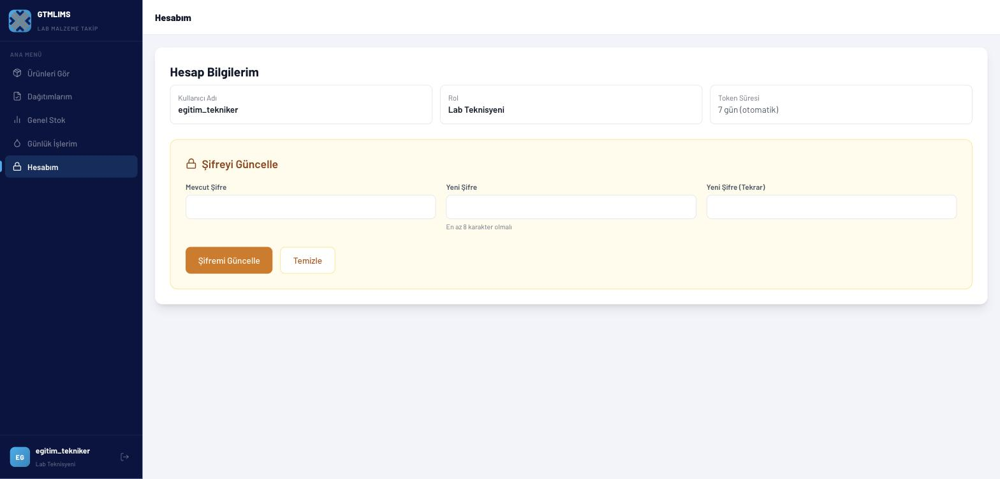 GTMLIMS
LAB MALZEME TAKİP
ANA MENÜ
Ürünleri Gör
Dağıtımlarım
Genel Stok
Günlük İşlerim
Hesabım
EG
egitim_tekniker
Lab Teknisyeni
Hesabım
Hesap Bilgilerim
Kullanıcı Adı
egitim_tekniker
Rol
Lab Teknisyeni
Token Süresi
7 gün (otomatik)
Şifreyi Güncelle
Mevcut Şifre
Yeni Şifre
En az 8 karakter olmalı
Yeni Şifre (Tekrar)
Şifremi Güncelle
Temizle